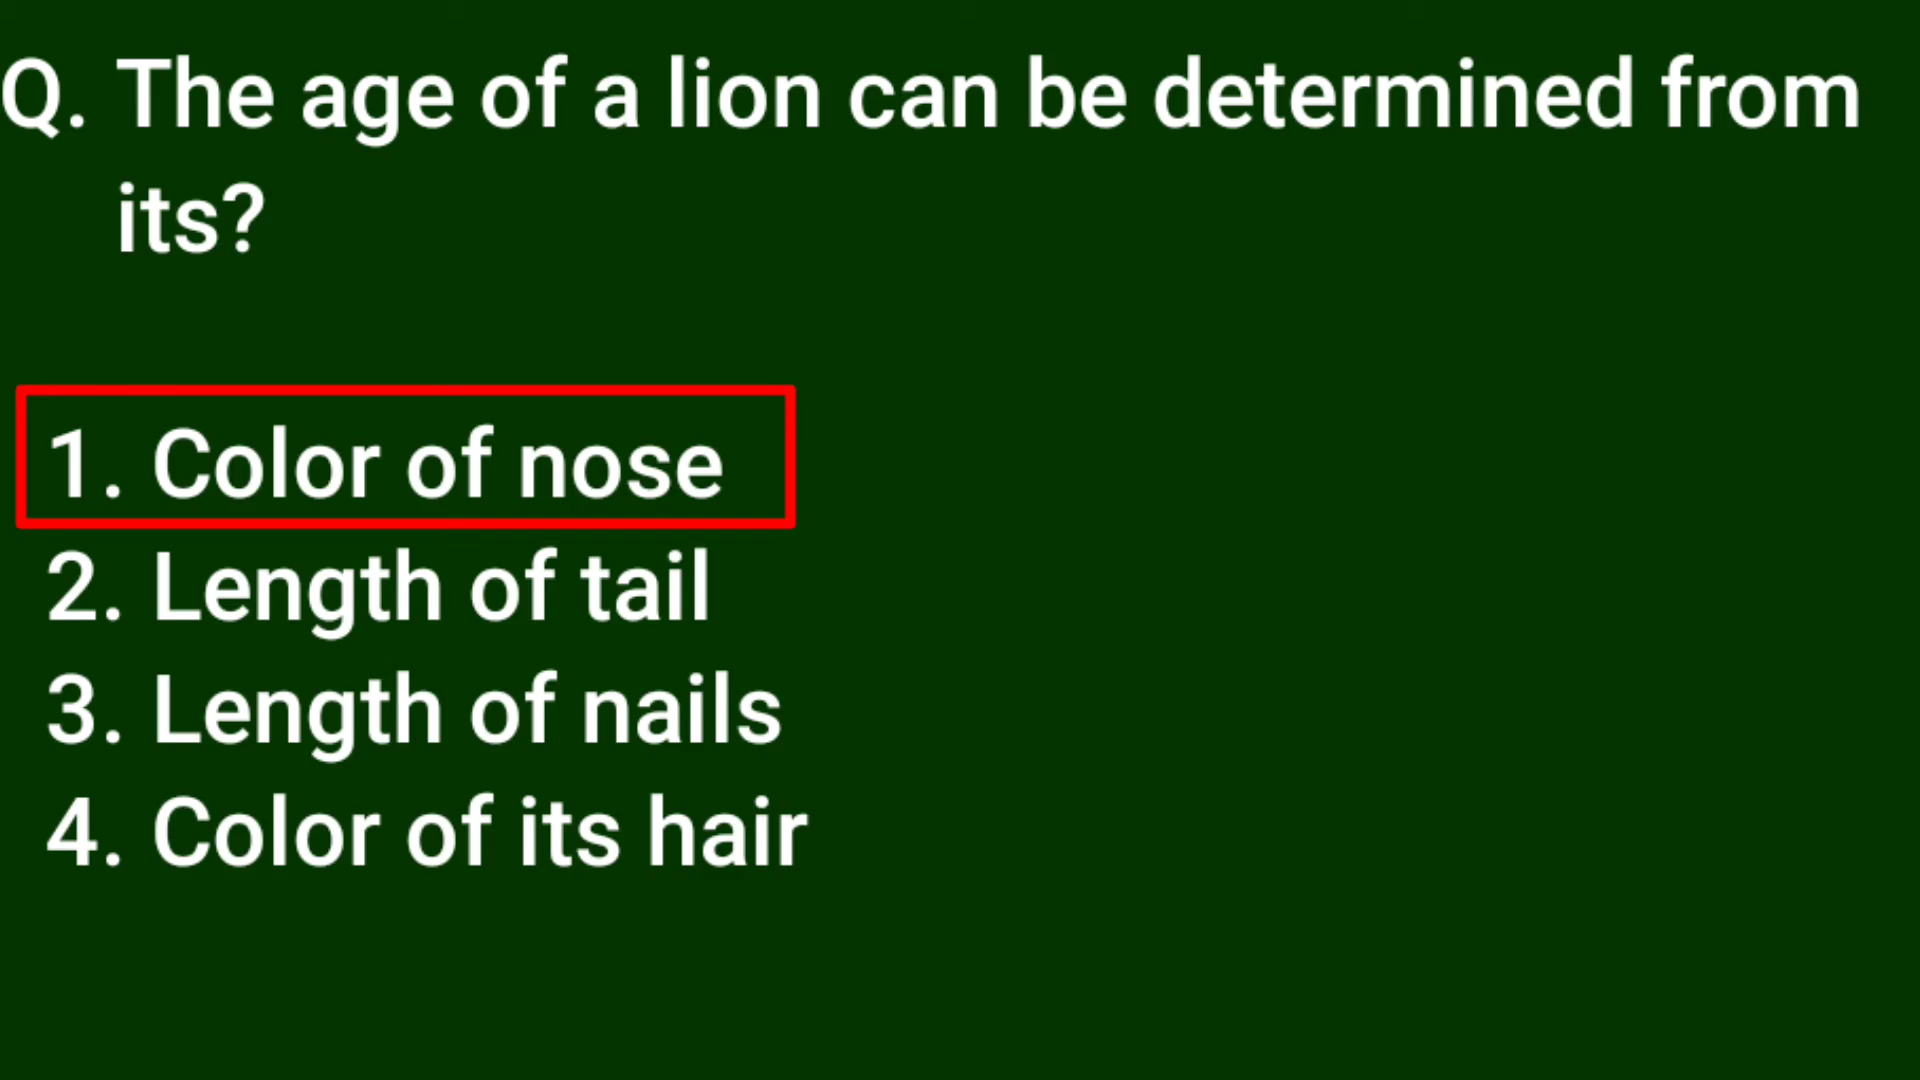 Q. The age of a lion can be determined from
its?
1. Color of nose
2. Length of tail
3. Length of nails
4. Color of its hair